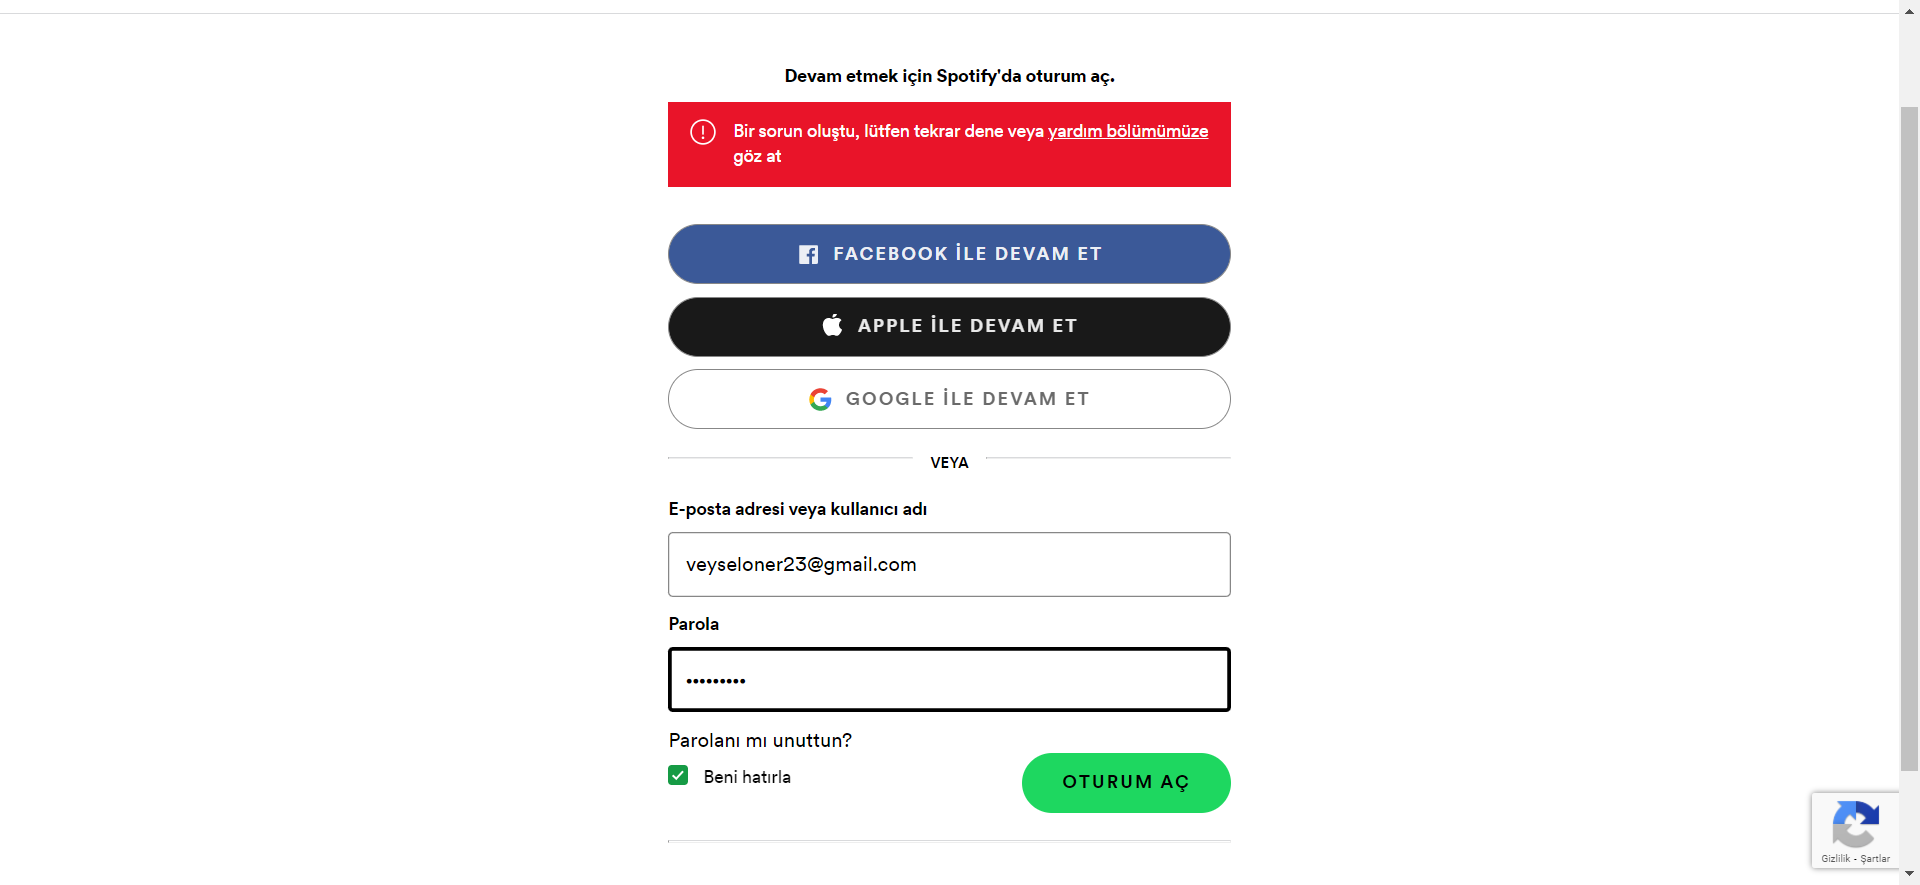 Devam etmek için Spotify'da oturum aç.
Bir sorun oluştu, lütfen tekrar dene veya yardım bölümümüze
göz at
FACEBOOK İLE DEVAM ET
APPLE İLE DEVAM ET
GOOGLE İLE DEVAM ET
VEYA
E-posta adresi veya kullanıcı adı
veyseloner23@gmail.com
Parola
•••••••••
Parolanı mı unuttun?
Beni hatırla
OTURUM AÇ
Gizlilik - Şartlar